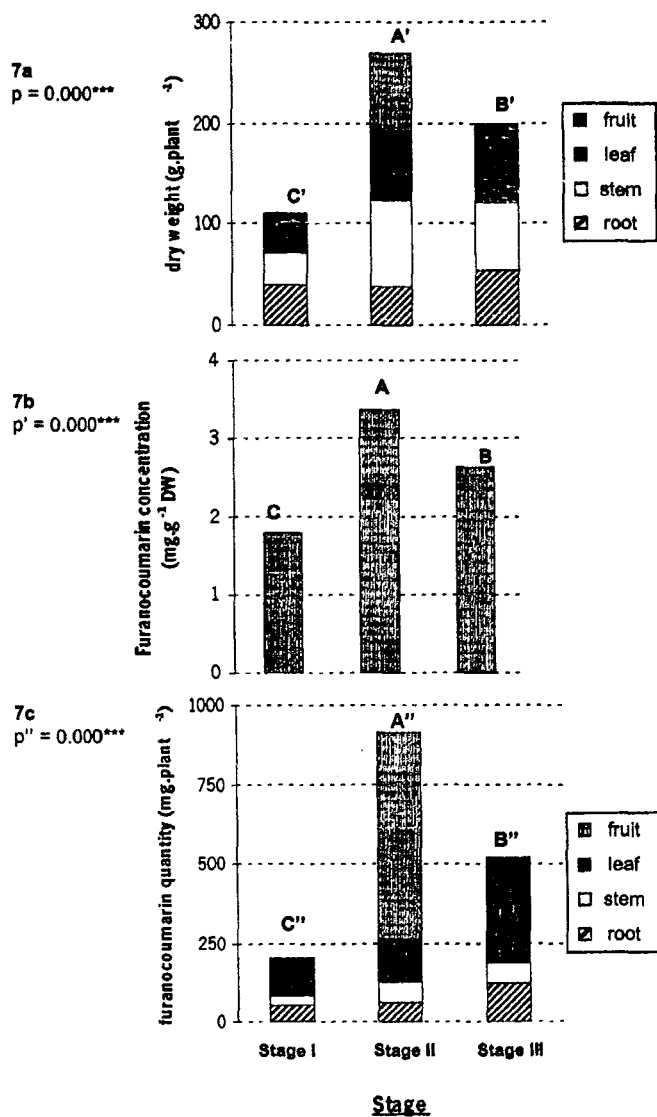 7a
p = 0.000***
dry weight (g.plant -1)
300
200
100
0
C'
A'
B'
fruit
leaf
stem
root
7b
p' = 0.000***
Furanocoumarin concentration
(mg.g-1 DW)
4
3
2
1
0
C
A
B
7c
p" = 0.000***
furanocoumarin quantity (mg.plant -1)
1000
750
500
250
0
C"
A"
B"
fruit
leaf
stem
root
Stage I
Stage II
Stage III
Stage